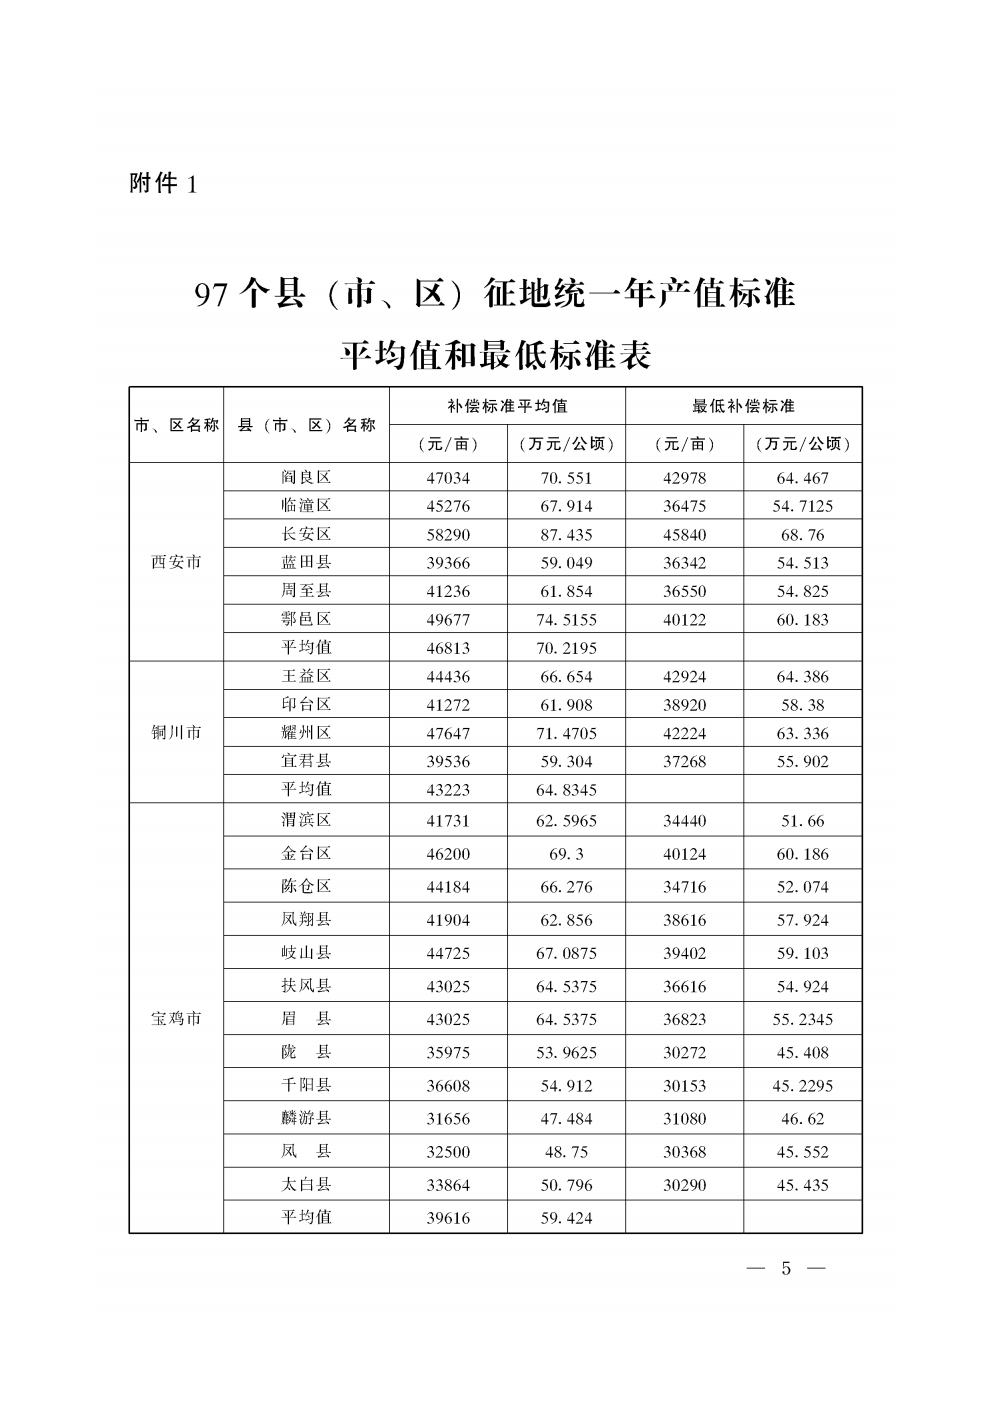 附件 1
97 个县（市、区）征地统一年产值标准
平均值和最低标准表
市、区名称 县（市、区）名称 补偿标准平均值 最低补偿标准
（元/亩） （万元/公顷） （元/亩） （万元/公顷）
西安市
阎良区 47034 70.551 42978 64.467
临潼区 45276 67.914 36475 54.7125
长安区 58290 87.435 45840 68.76
蓝田县 39366 59.049 36342 54.513
周至县 41236 61.854 36550 54.825
鄠邑区 49677 74.5155 40122 60.183
平均值 46813 70.2195
铜川市
王益区 44436 66.654 42924 64.386
印台区 41272 61.908 38920 58.38
耀州区 47647 71.4705 42224 63.336
宜君县 39536 59.304 37268 55.902
平均值 43223 64.8345
宝鸡市
渭滨区 41731 62.5965 34440 51.66
金台区 46200 69.3 40124 60.186
陈仓区 44184 66.276 34716 52.074
凤翔县 41904 62.856 38616 57.924
岐山县 44725 67.0875 39402 59.103
扶风县 43025 64.5375 36616 54.924
眉　县 43025 64.5375 36823 55.2345
陇　县 35975 53.9625 30272 45.408
千阳县 36608 54.912 30153 45.2295
麟游县 31656 47.484 31080 46.62
凤　县 32500 48.75 30368 45.552
太白县 33864 50.796 30290 45.435
平均值 39616 59.424
— 5 —